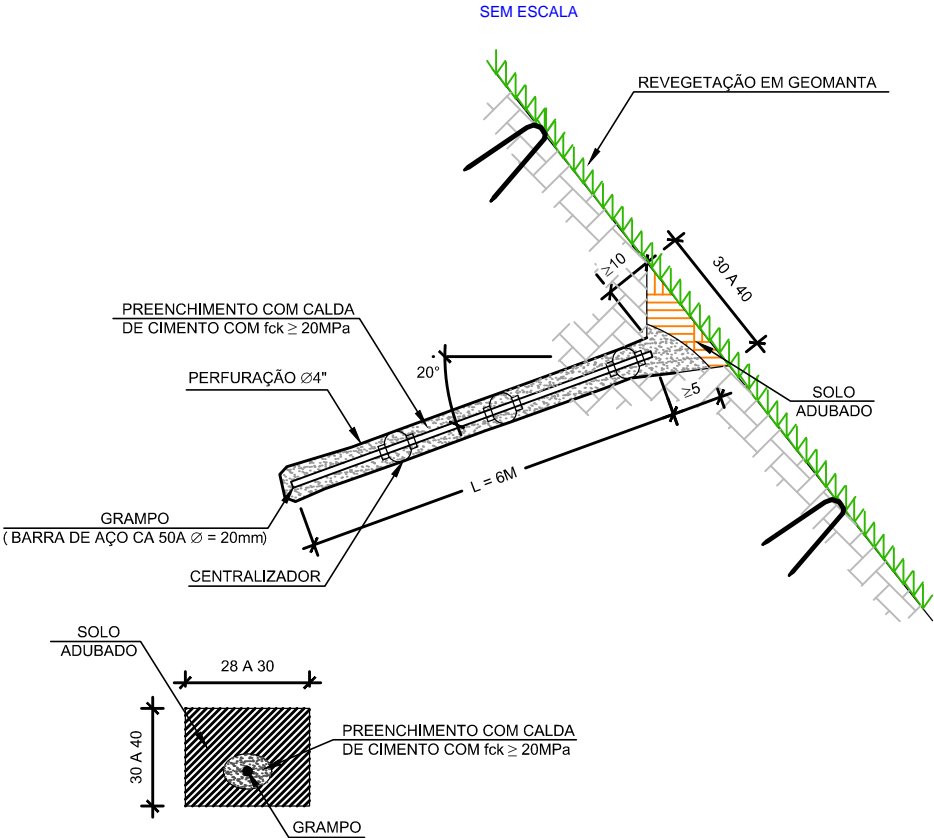 SEM ESCALA
REVEGETAÇÃO EM GEOMANTA
≥10
30 A 40
PREENCHIMENTO COM CALDA
DE CIMENTO COM fck ≥ 20MPa
20°
PERFURAÇÃO Ø4"
≥5
SOLO
ADUBADO
L = 6M
GRAMPO
( BARRA DE AÇO CA 50A Ø = 20mm)
CENTRALIZADOR
SOLO
ADUBADO
28 A 30
30 A 40
PREENCHIMENTO COM CALDA
DE CIMENTO COM fck ≥ 20MPa
GRAMPO